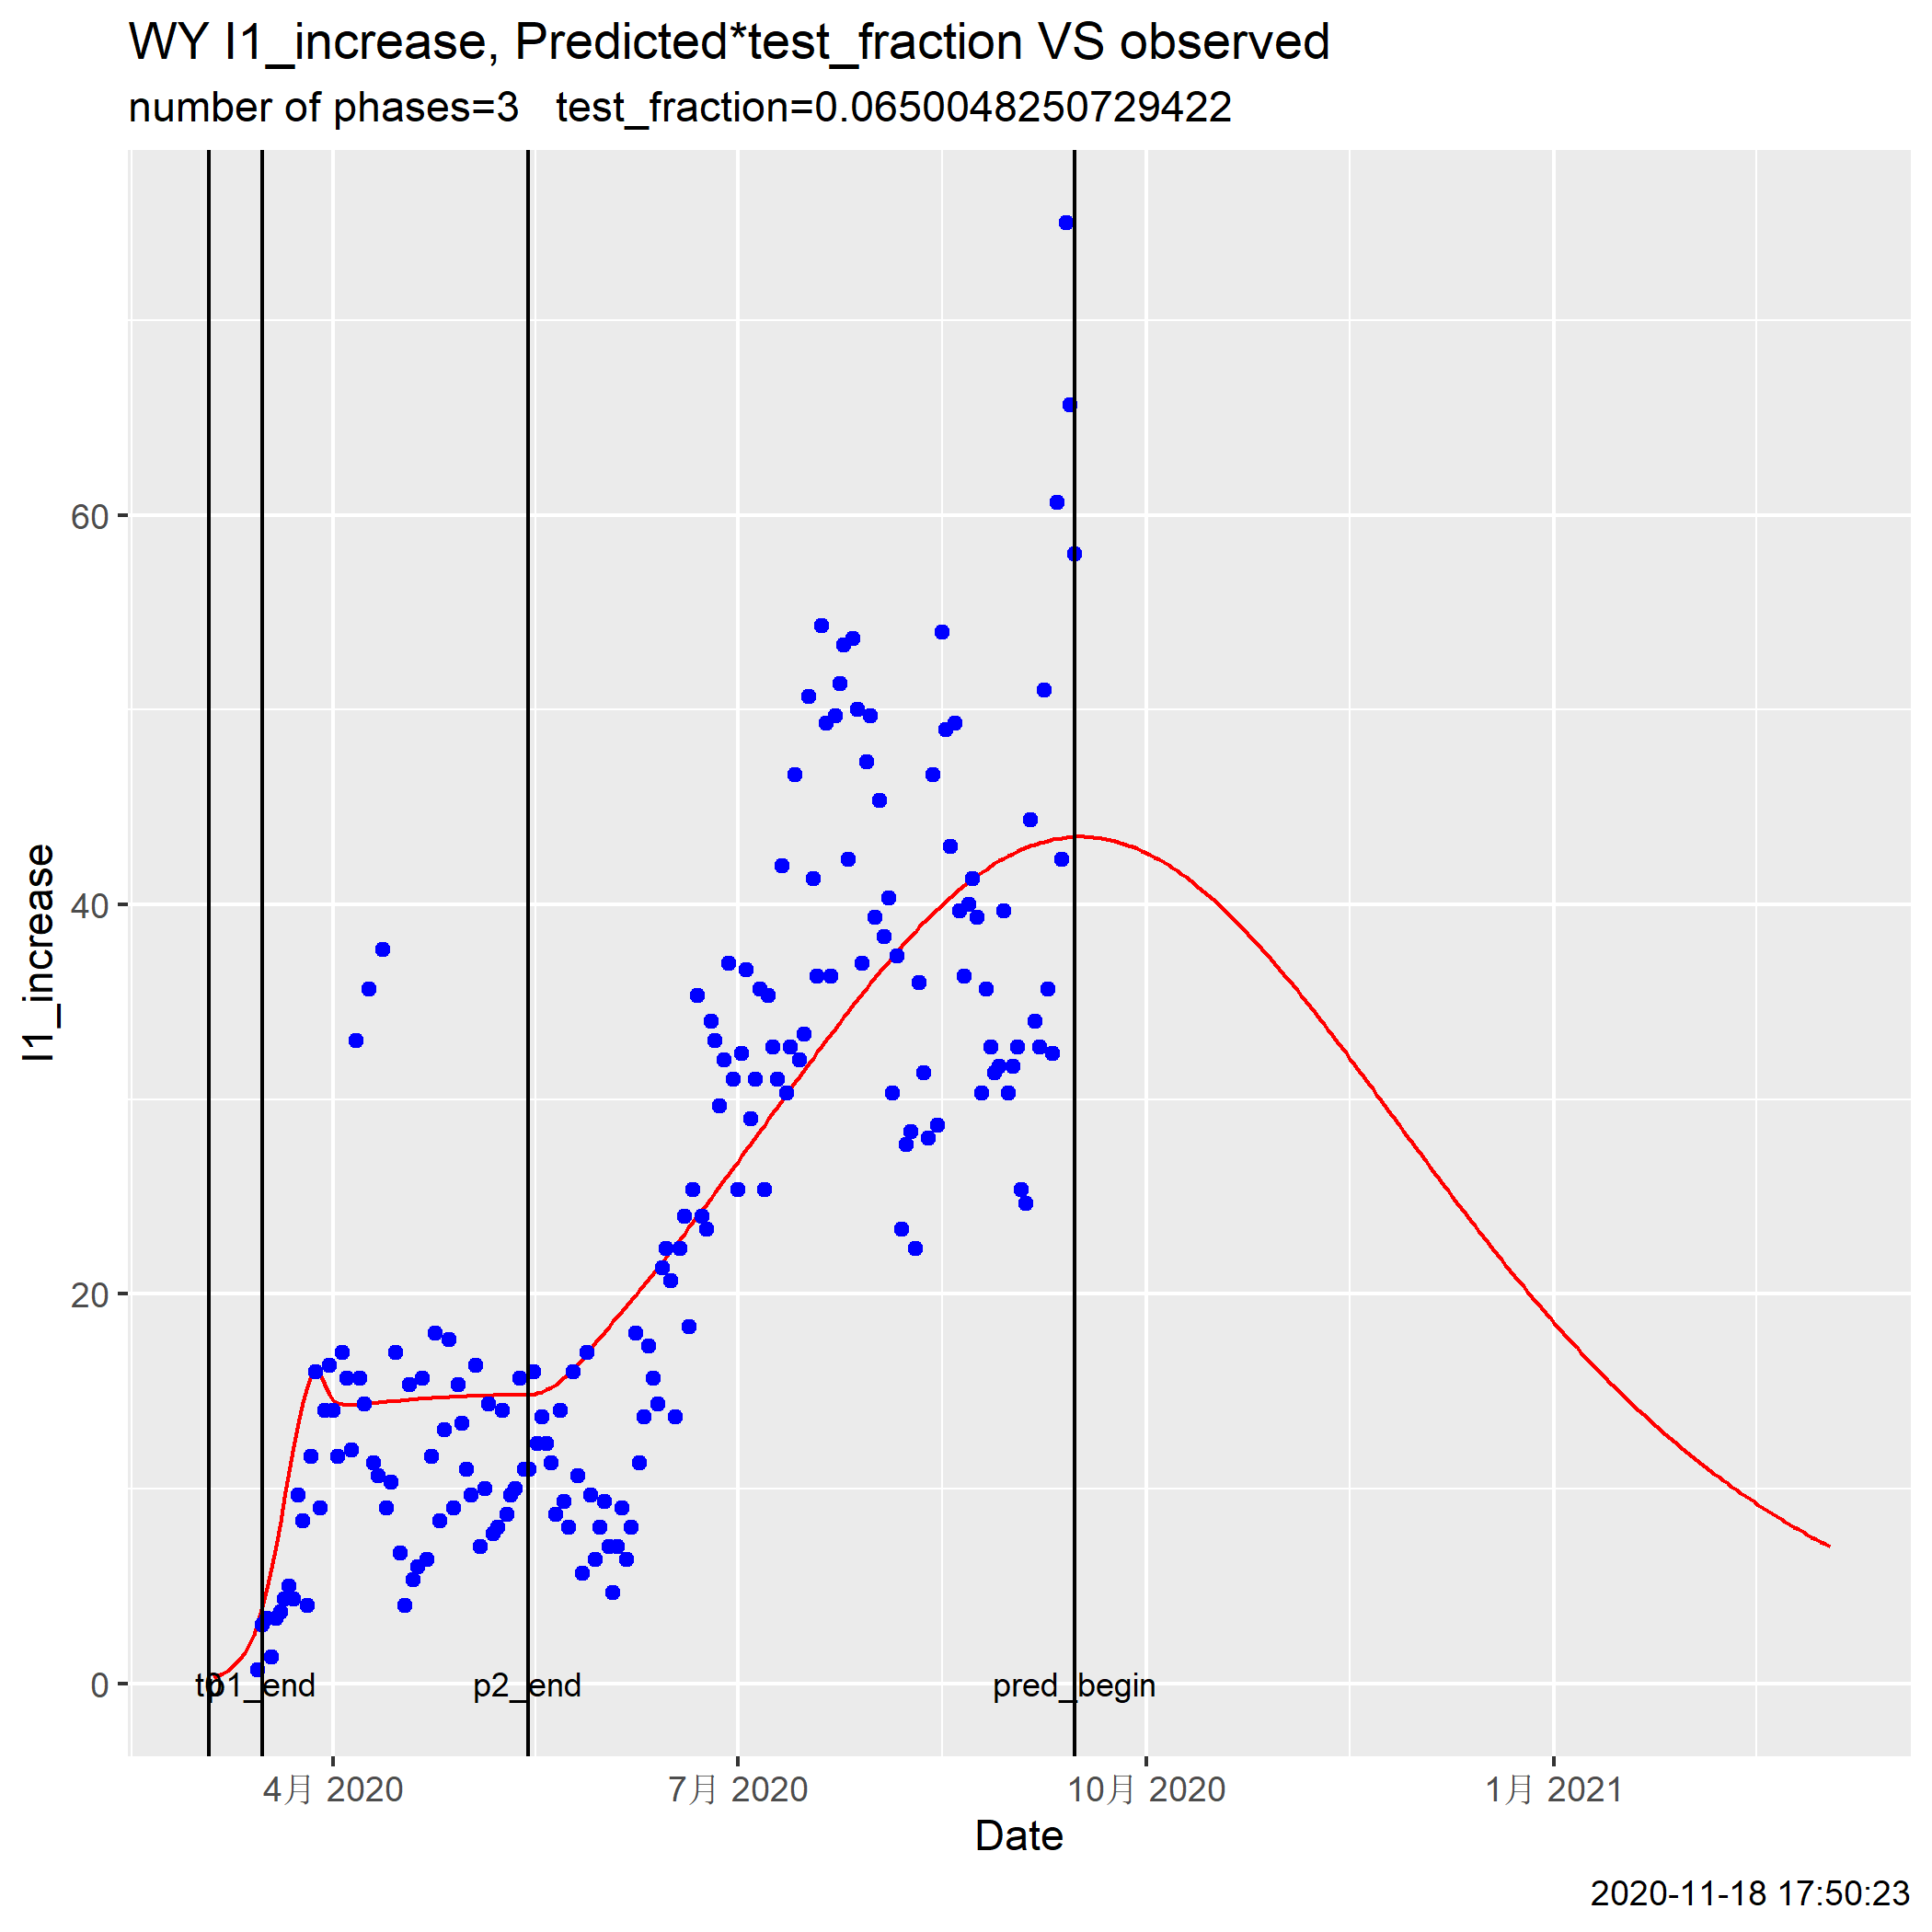 WY I1_increase, Predicted*test_fraction VS observed
number of phases=3   test_fraction=0.0650048250729422
I1_increase
60
40
20
0
t0
p1_end
p2_end
pred_begin
4月 2020
7月 2020
10月 2020
1月 2021
Date
2020-11-18 17:50:23